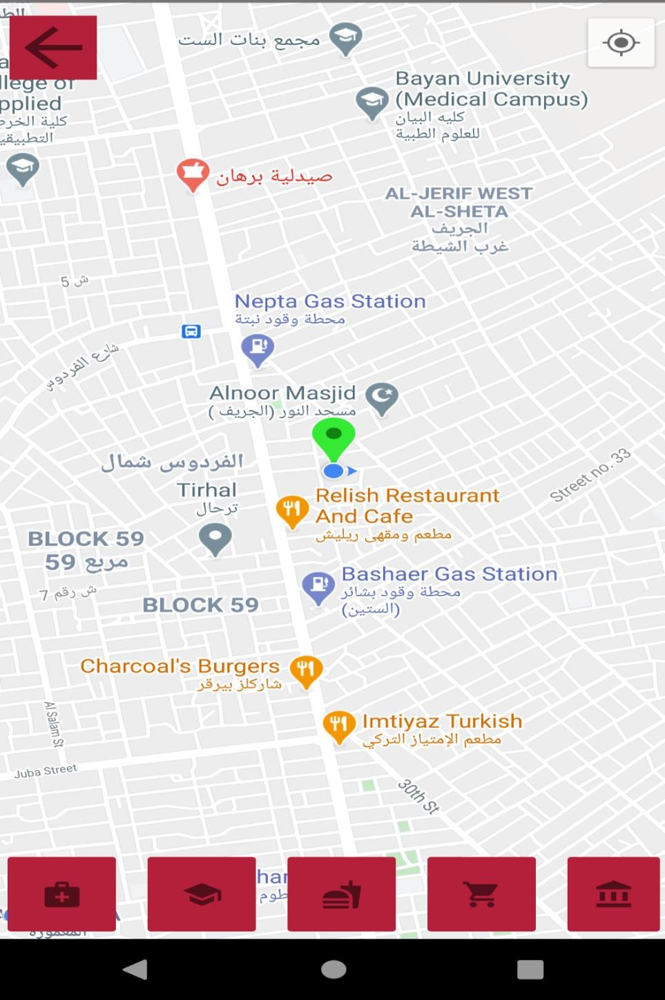 مجمع بنات الست
Bayan University
(Medical Campus)
كليه البيان
للعلوم الطبية
llege of
pplied
كلية الخرط
التطبيقية
صيدلية برهان
AL-JERIF WEST
AL-SHETA
الجريف
غرب الشيطة
ش 5
Nepta Gas Station
محطة وقود نبتة
شارع الفردوس
Alnoor Masjid
مسجد النور (الجريف )
الفردوس شمال
Street no. 33
Tirhal
ترحال
Relish Restaurant
And Cafe
مطعم ومقهى ريليش
BLOCK 59
مربع 59
ش رقم 7
Bashaer Gas Station
محطة وقود بشائر
(الستين)
BLOCK 59
Charcoal's Burgers
شاركلز بيرقر
Imtiyaz Turkish
مطعم الإمتياز التركي
Al Salam St
Juba Street
30th St
har
طوم
المعمورة